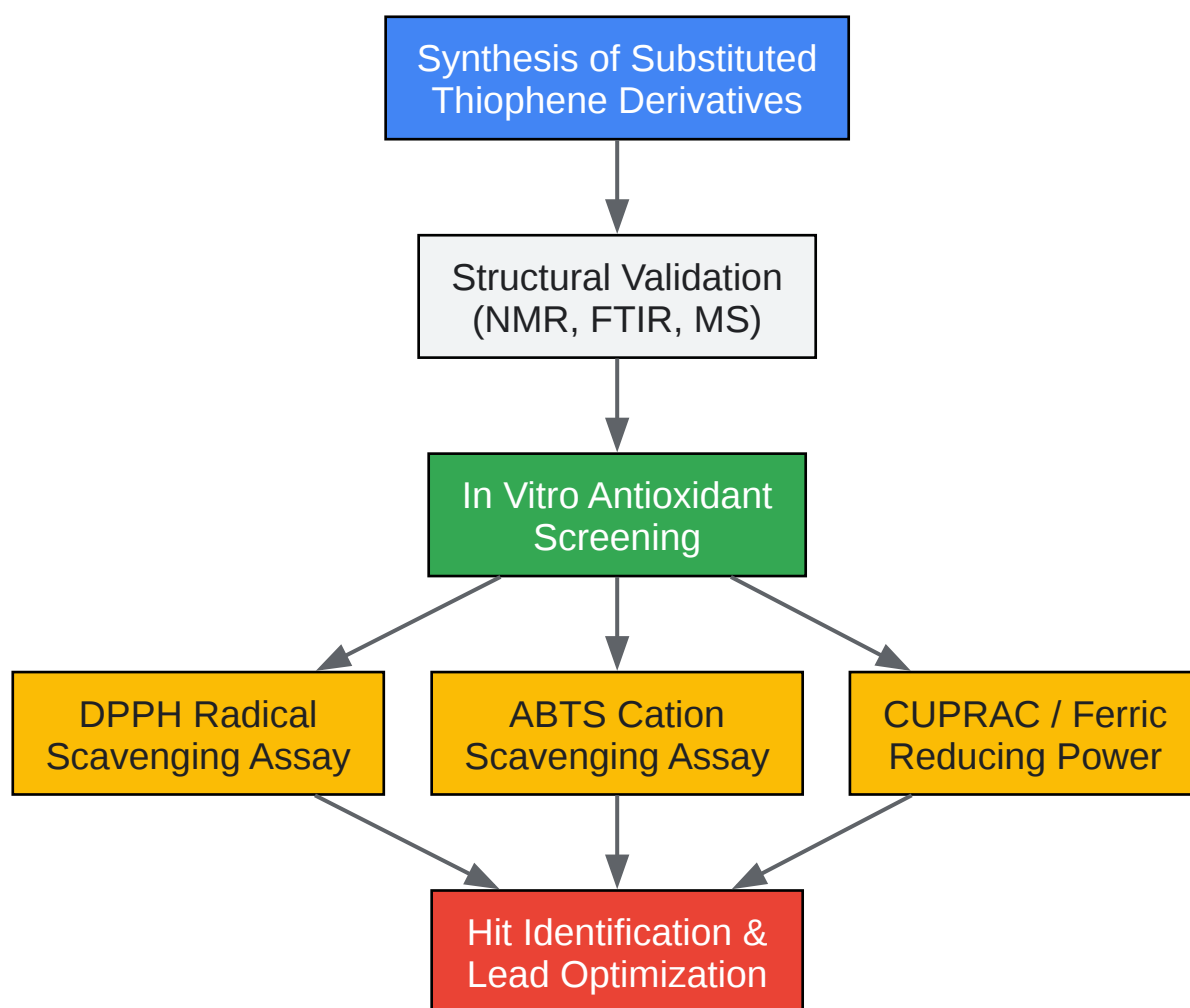 Synthesis of Substituted
Thiophene Derivatives
Structural Validation
(NMR, FTIR, MS)
In Vitro Antioxidant
Screening
DPPH Radical
Scavenging Assay
ABTS Cation
Scavenging Assay
CUPRAC / Ferric
Reducing Power
Hit Identification &
Lead Optimization